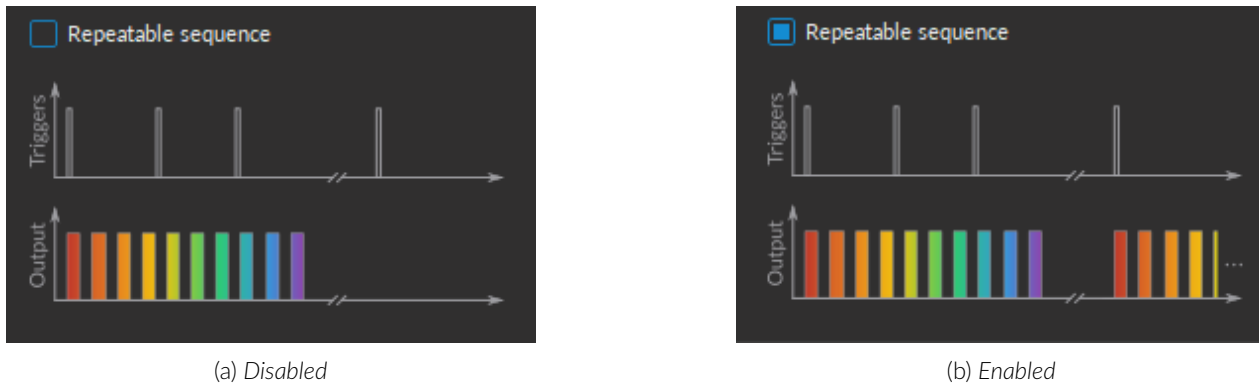 Repeatable sequence
Triggers
Output
(a) Disabled
Repeatable sequence
Triggers
Output
...
(b) Enabled